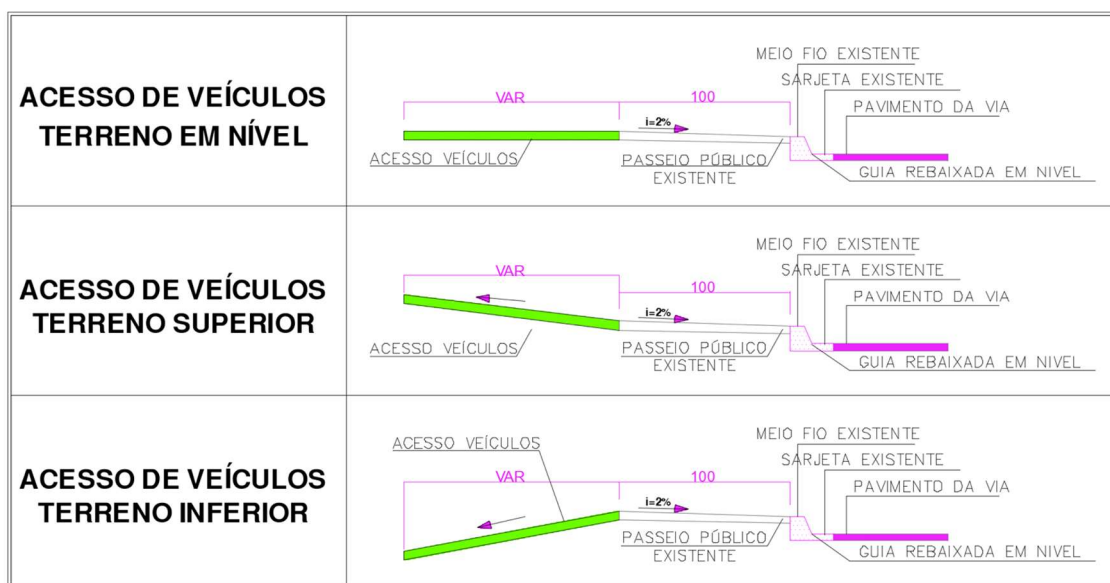 ACESSO DE VEÍCULOS
TERRENO EM NÍVEL
VAR
100
i=2%
ACESSO VEÍCULOS
PASSEIO PÚBLICO
EXISTENTE
MEIO FIO EXISTENTE
SARJETA EXISTENTE
PAVIMENTO DA VIA
GUIA REBAIXADA EM NIVEL
ACESSO DE VEÍCULOS
TERRENO SUPERIOR
VAR
100
i=2%
ACESSO VEÍCULOS
PASSEIO PÚBLICO
EXISTENTE
MEIO FIO EXISTENTE
SARJETA EXISTENTE
PAVIMENTO DA VIA
GUIA REBAIXADA EM NIVEL
ACESSO DE VEÍCULOS
TERRENO INFERIOR
ACESSO VEÍCULOS
VAR
100
i=2%
PASSEIO PÚBLICO
EXISTENTE
MEIO FIO EXISTENTE
SARJETA EXISTENTE
PAVIMENTO DA VIA
GUIA REBAIXADA EM NIVEL